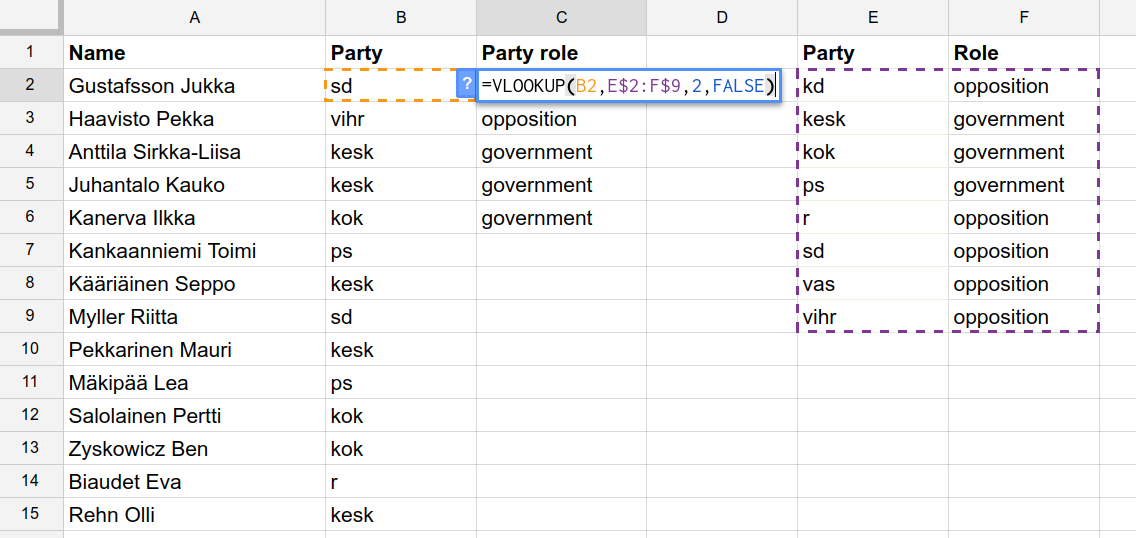 A B C D E F
1 Name Party Party role Party Role
2 Gustafsson Jukka sd ? =VLOOKUP(B2,E$2:F$9,2,FALSE) kd opposition
3 Haavisto Pekka vihr opposition kesk government
4 Anttila Sirkka-Liisa kesk government kok government
5 Juhantalo Kauko kesk government ps government
6 Kanerva Ilkka kok government r opposition
7 Kankaanniemi Toimi ps sd opposition
8 Kääriäinen Seppo kesk vas opposition
9 Myller Riitta sd vihr opposition
10 Pekkarinen Mauri kesk
11 Mäkipää Lea ps
12 Salolainen Pertti kok
13 Zyskowicz Ben kok
14 Biaudet Eva r
15 Rehn Olli kesk